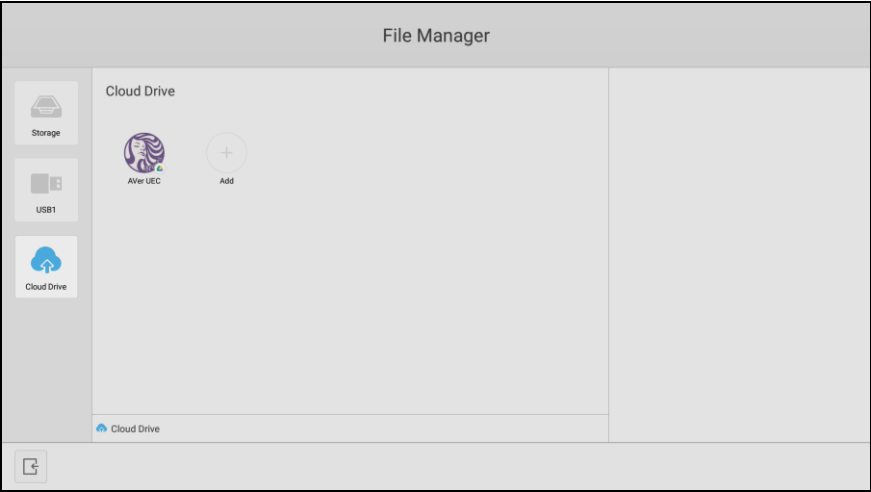 File Manager
Storage
USB1
Cloud Drive
Cloud Drive
AVer UEC
Add
Cloud Drive